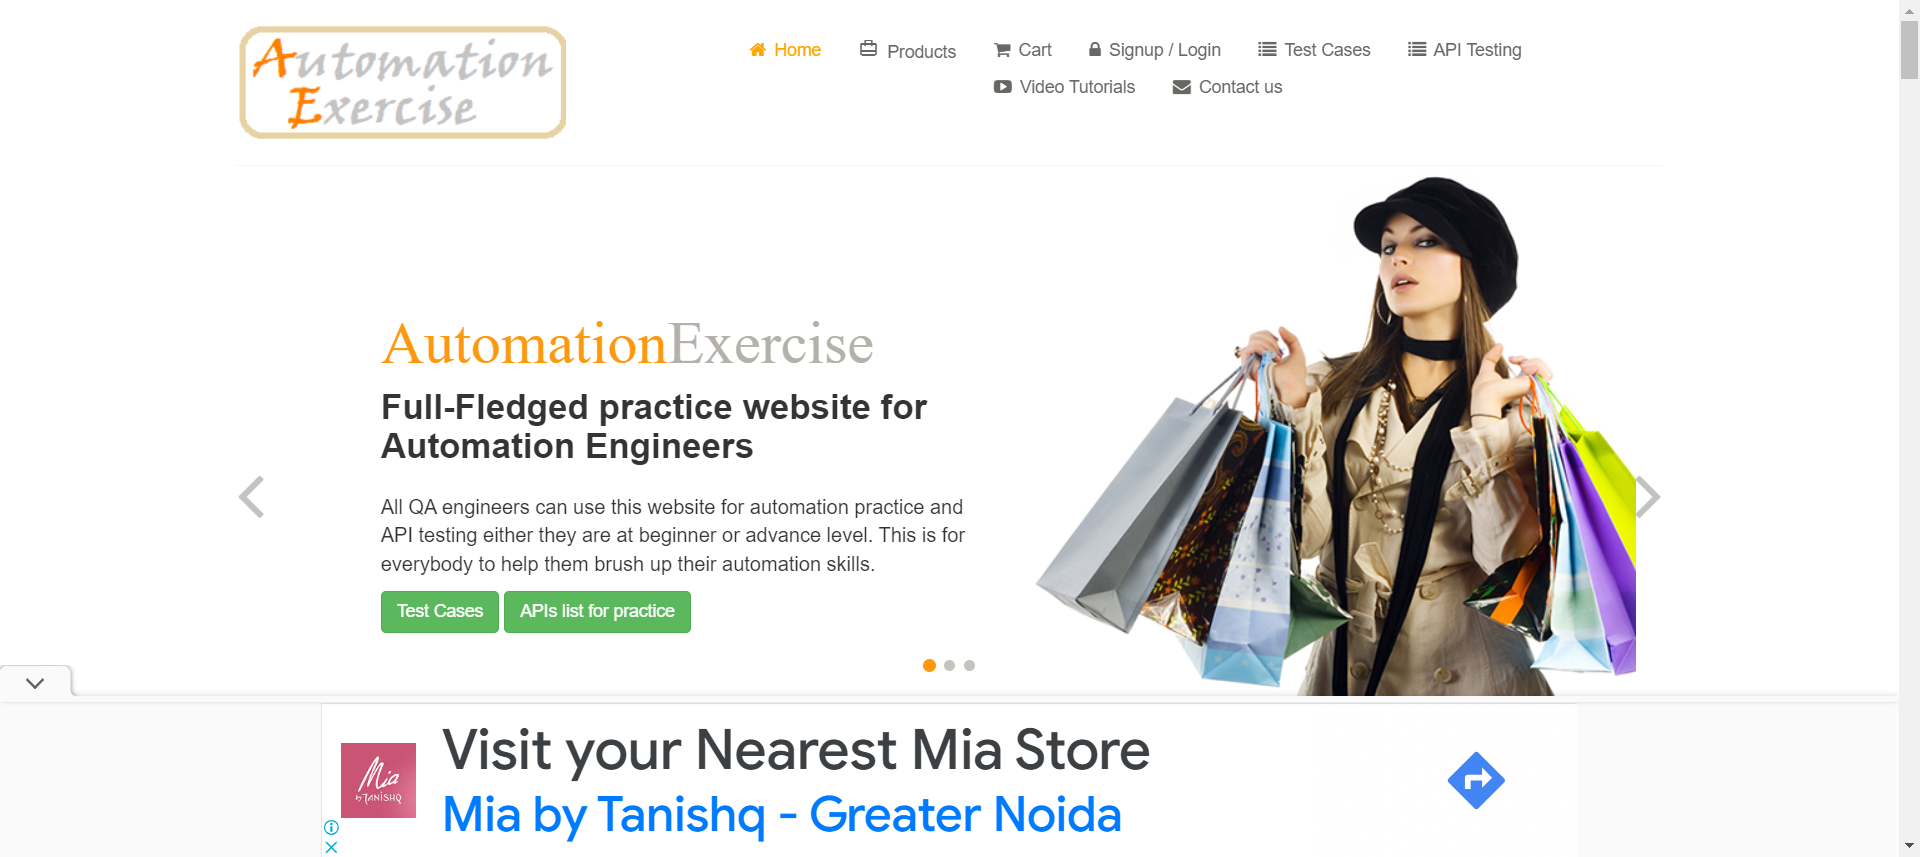 Automation
Exercise
Home
Products
Cart
Signup / Login
Test Cases
API Testing
Video Tutorials
Contact us
AutomationExercise
Full-Fledged practice website for
Automation Engineers
All QA engineers can use this website for automation practice and
API testing either they are at beginner or advance level. This is for
everybody to help them brush up their automation skills.
Test Cases
APIs list for practice
Mia
by TANISHQ
Visit your Nearest Mia Store
Mia by Tanishq - Greater Noida